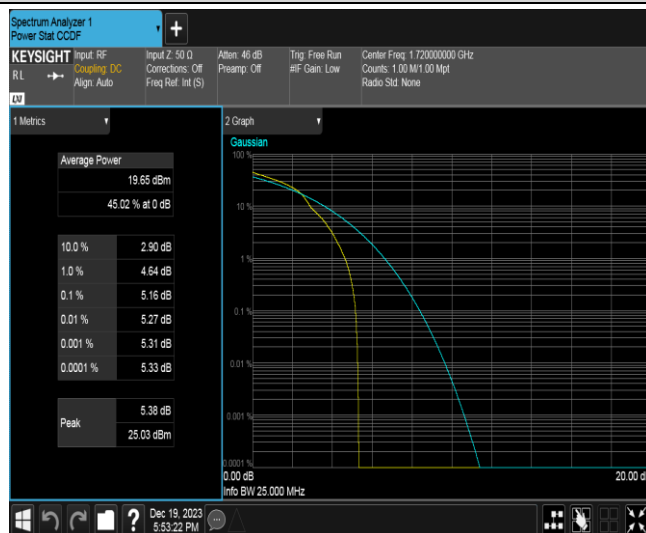 Spectrum Analyzer 1
Power Stat CCDF
+
KEYSIGHT
RL
LXI
Input: RF
Coupling: DC
Align: Auto
Input Z: 50 Ω
Corrections: Off
Freq Ref: Int (S)
Atten: 46 dB
Preamp: Off
Trig: Free Run
#IF Gain: Low
Center Freq: 1.720000000 GHz
Counts: 1.00 M/1.00 Mpt
Radio Std: None
1 Metrics
Average Power
19.65 dBm
45.02 % at 0 dB
10.0 % 2.90 dB
1.0 % 4.64 dB
0.1 % 5.16 dB
0.01 % 5.27 dB
0.001 % 5.31 dB
0.0001 % 5.33 dB
Peak
5.38 dB
25.03 dBm
2 Graph
Gaussian
100 %
10 %
1 %
0.1 %
0.01 %
0.001 %
0.0001 %
0.00 dB
20.00 d
Info BW 25.000 MHz
?
Dec 19, 2023
5:53:22 PM